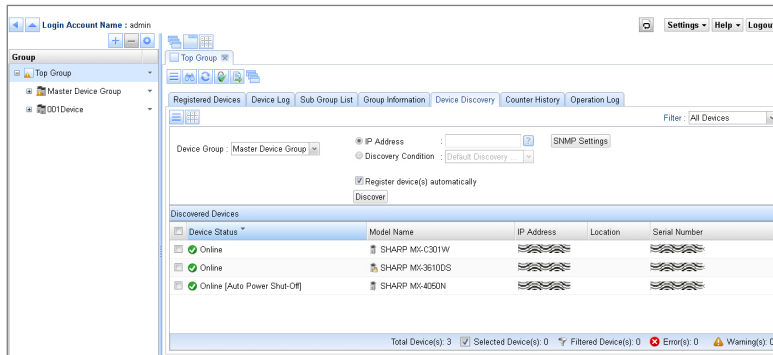 Login Account Name : admin
Settings Help Logou
Group
Top Group
Top Group
Master Device Group
001Device
Registered Devices Device Log Sub Group List Group Information Device Discovery Counter History Operation Log
Filter : All Devices
Device Group : Master Device Group
IP Address : ? SNMP Settings
Discovery Condition : Default Discovery ...
Register device(s) automatically
Discover
Discovered Devices
Device Status Model Name IP Address Location Serial Number
Online SHARP MX-C301W
Online SHARP MX-3610DS
Online [Auto Power Shut-Off] SHARP MX-4050N
Total Device(s): 3 Selected Device(s): 0 Filtered Device(s): 0 Error(s): 0 Warning(s): 0